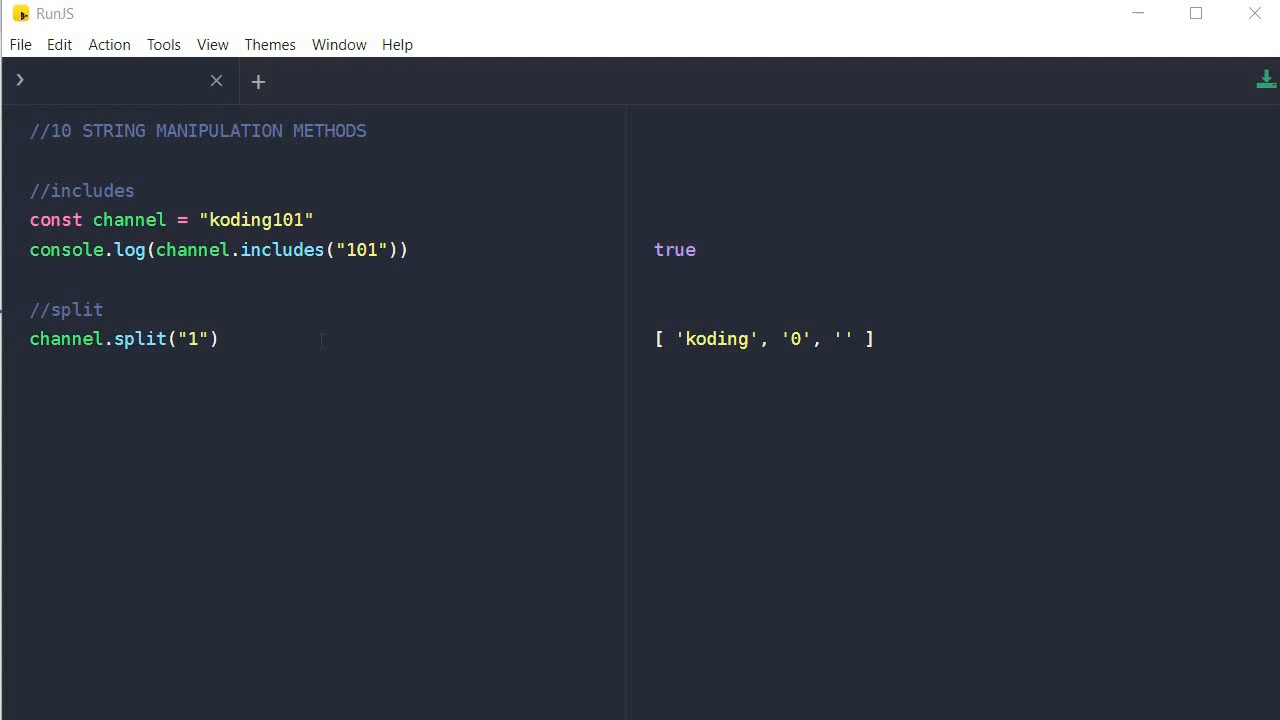 RunJS
File Edit Action Tools View Themes Window Help
//10 STRING MANIPULATION METHODS
//includes
const channel = "koding101"
console.log(channel.includes("101"))
true
//split
channel.split("1")
[ 'koding', '0', '' ]